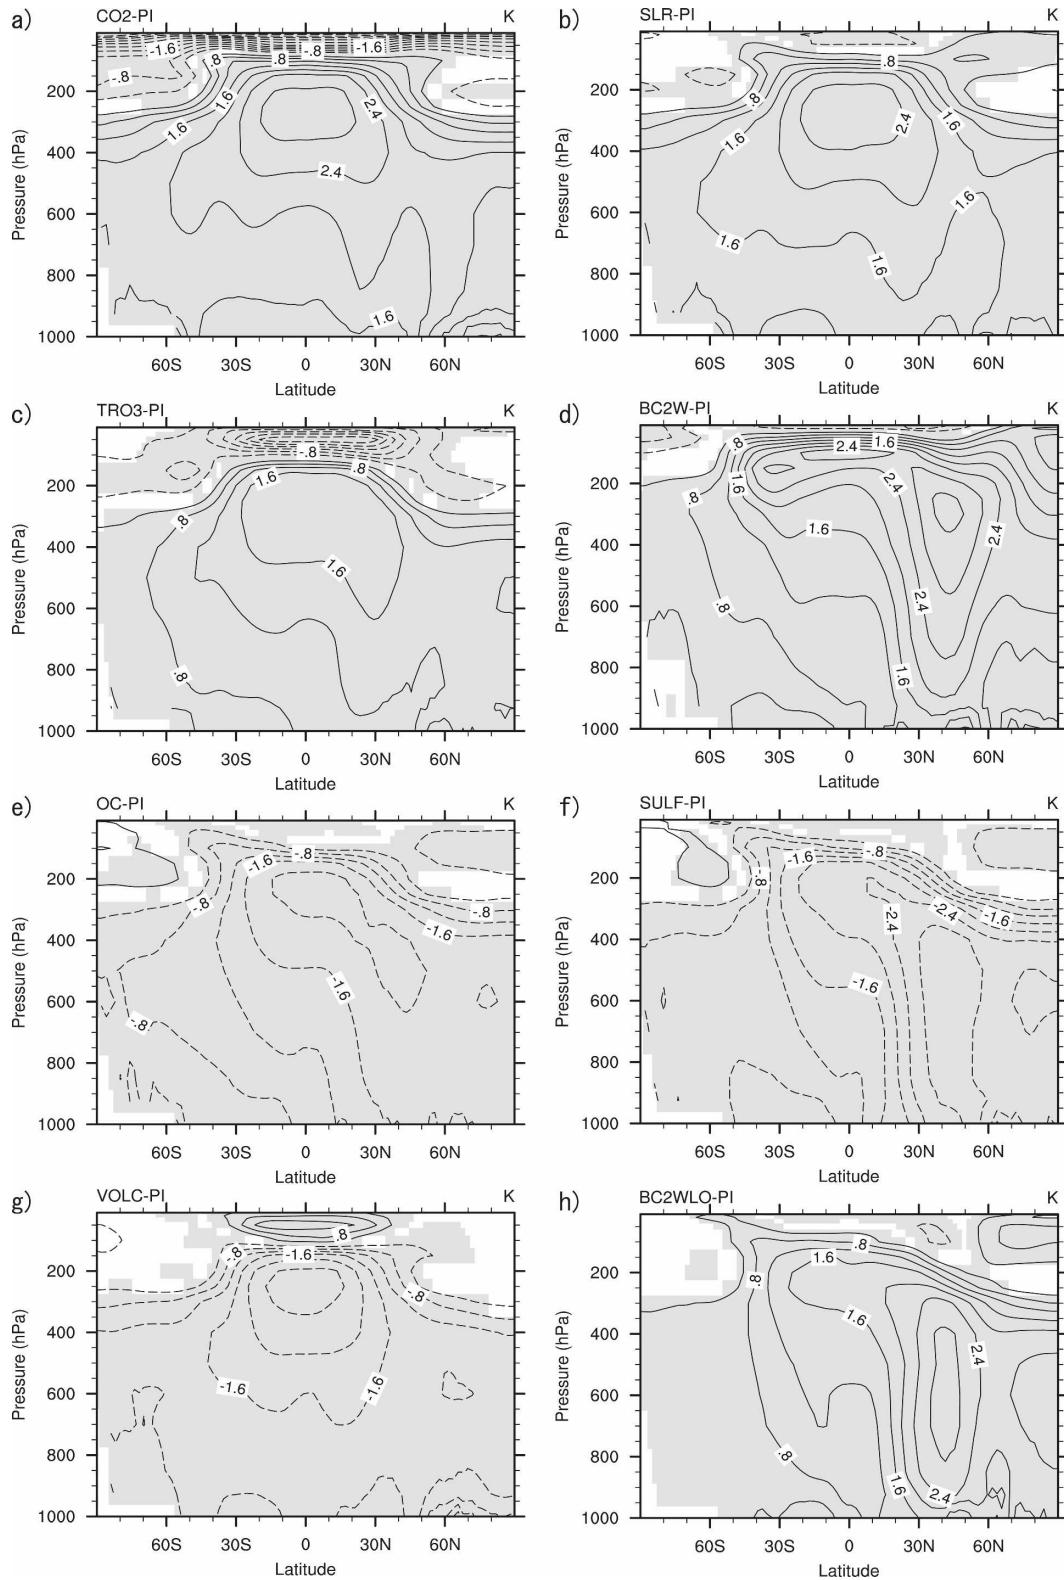 a) CO2-PI K
-1.6 -.8 -1.6
.8 .8
-.8
1.6 2.4
1.6
2.4
1.6
200
400
600
800
1000
Pressure (hPa)
60S 30S 0 30N 60N
Latitude
b) SLR-PI K
.8
.8 2.4 1.6
1.6
1.6
1.6
1.6
200
400
600
800
1000
Pressure (hPa)
60S 30S 0 30N 60N
Latitude
c) TRO3-PI K
-.8
1.6 .8
.8
1.6
.8
200
400
600
800
1000
Pressure (hPa)
60S 30S 0 30N 60N
Latitude
d) BC2W-PI K
.8 2.4 1.6
1.6 2.4
.8
1.6 2.4
.8 2.4
1.6
200
400
600
800
1000
Pressure (hPa)
60S 30S 0 30N 60N
Latitude
e) OC-PI K
-1.6 -.8
-.8 -.8
-1.6
-1.6
-.8
200
400
600
800
1000
Pressure (hPa)
60S 30S 0 30N 60N
Latitude
f) SULF-PI K
-1.6 -.8
-.8
-2.4 -2.4 -1.6
-1.6
200
400
600
800
1000
Pressure (hPa)
60S 30S 0 30N 60N
Latitude
g) VOLC-PI K
.8
-.8 -1.6
-.8
-1.6 -1.6
200
400
600
800
1000
Pressure (hPa)
60S 30S 0 30N 60N
Latitude
h) BC2WLO-PI K
.8
1.6
.8
1.6
2.4
.8
1.6 2.4
200
400
600
800
1000
Pressure (hPa)
60S 30S 0 30N 60N
Latitude